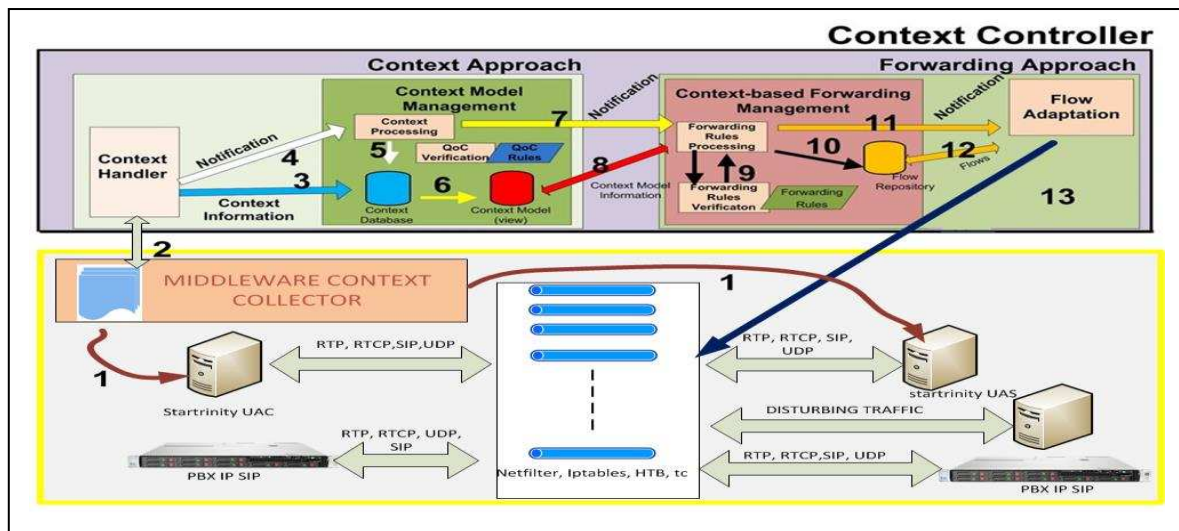 Context Controller
Context Approach
Forwarding Approach
Context Model
Management
Notification
Context-based Forwarding
Management
Notification
Flow
Adaptation
Context
Handler
Notification
4
3
Context
Information
Context
Processing
5
QoC
Verification
QoC
Rules
6
Context
Database
Context Model
(view)
7
8
Context Model
Information
Forwarding
Rules
Processing
9
Forwarding
Rules
Verificaton
Forwarding
Rules
10
11
Flow
Repository
12
Flows
13
2
MIDDLEWARE CONTEXT
COLLECTOR
1
1
Startrinity UAC
RTP, RTCP,SIP,UDP
PBX IP SIP
RTP, RTCP, UDP,
SIP
Netfilter, Iptables, HTB, tc
RTP, RTCP, SIP,
UDP
startrinity UAS
DISTURBING TRAFFIC
RTP, RTCP,SIP, UDP
PBX IP SIP